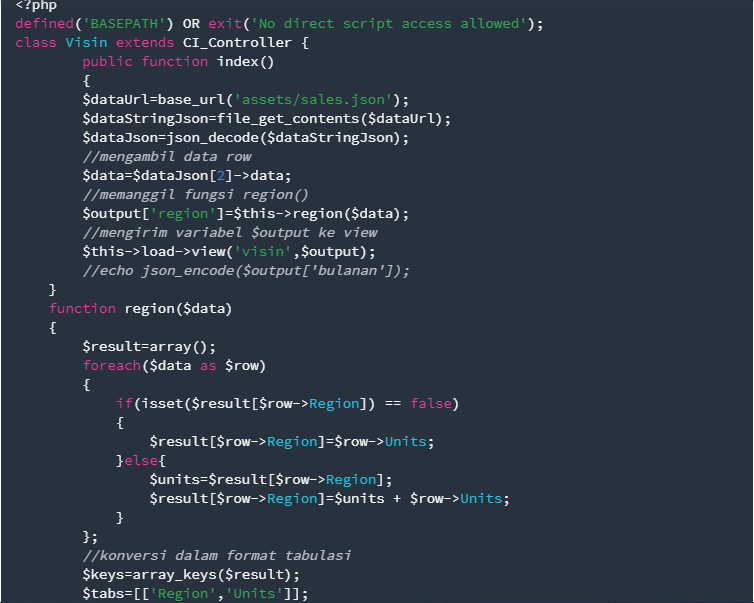 <?php
defined('BASEPATH') OR exit('No direct script access allowed');
class Visin extends CI_Controller {
        public function index()
        {
        $dataUrl=base_url('assets/sales.json');
        $dataStringJson=file_get_contents($dataUrl);
        $dataJson=json_decode($dataStringJson);
        //mengambil data row
        $data=$dataJson[2]->data;
        //memanggil fungsi region()
        $output['region']=$this->region($data);
        //mengirim variabel $output ke view
        $this->load->view('visin',$output);
        //echo json_encode($output['bulanan']);
    }
    function region($data)
    {
        $result=array();
        foreach($data as $row)
        {
            if(isset($result[$row->Region]) == false)
            {
                $result[$row->Region]=$row->Units;
            }else{
                $units=$result[$row->Region];
                $result[$row->Region]=$units + $row->Units;
            }
        };
        //konversi dalam format tabulasi
        $keys=array_keys($result);
        $tabs=[['Region','Units']];